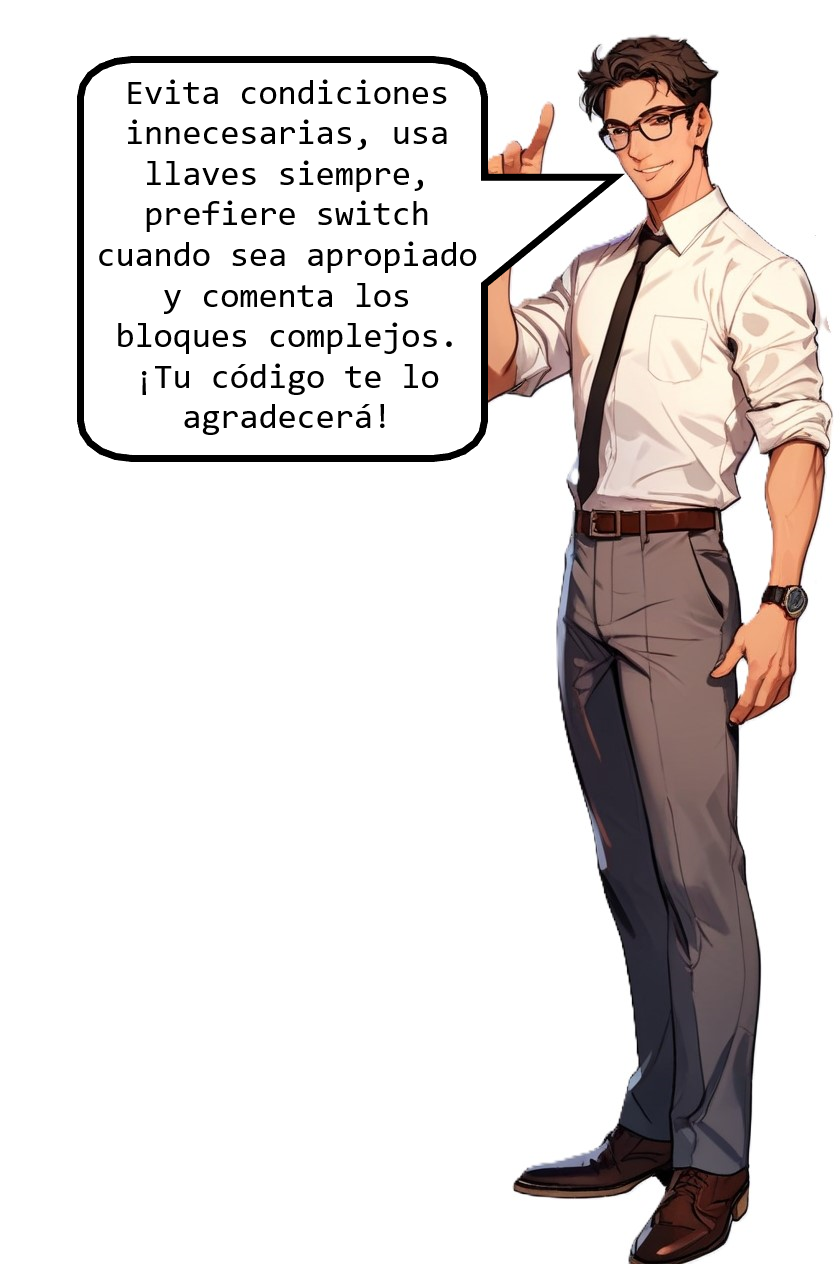 Evita condiciones
innecesarias, usa
llaves siempre,
prefiere switch
cuando sea apropiado
y comenta los
bloques complejos.
¡Tu código te lo
agradecerá!